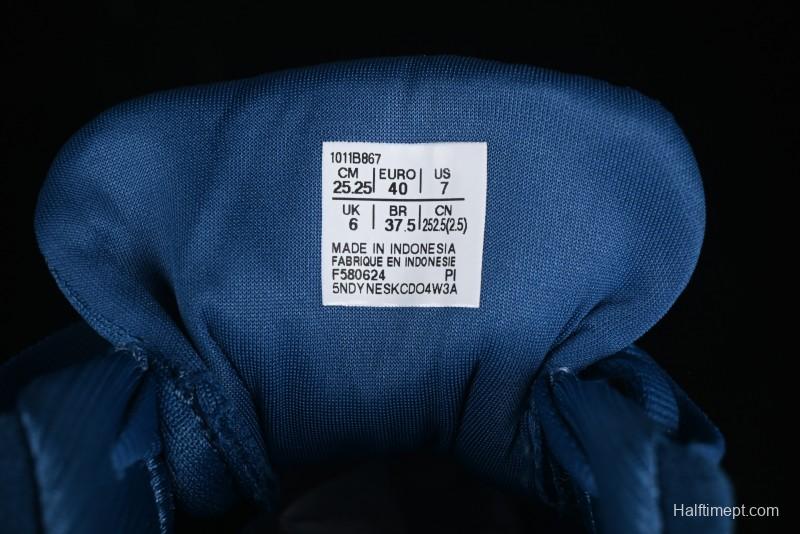 1011B867
CM EURO US
25.25 40 7
UK BR CN
6 37.5 252.5(2.5)
MADE IN INDONESIA
FABRIQUE EN INDONESIE
F580624 PI
5NDYNESKCDO4W3A
Halftimept.com